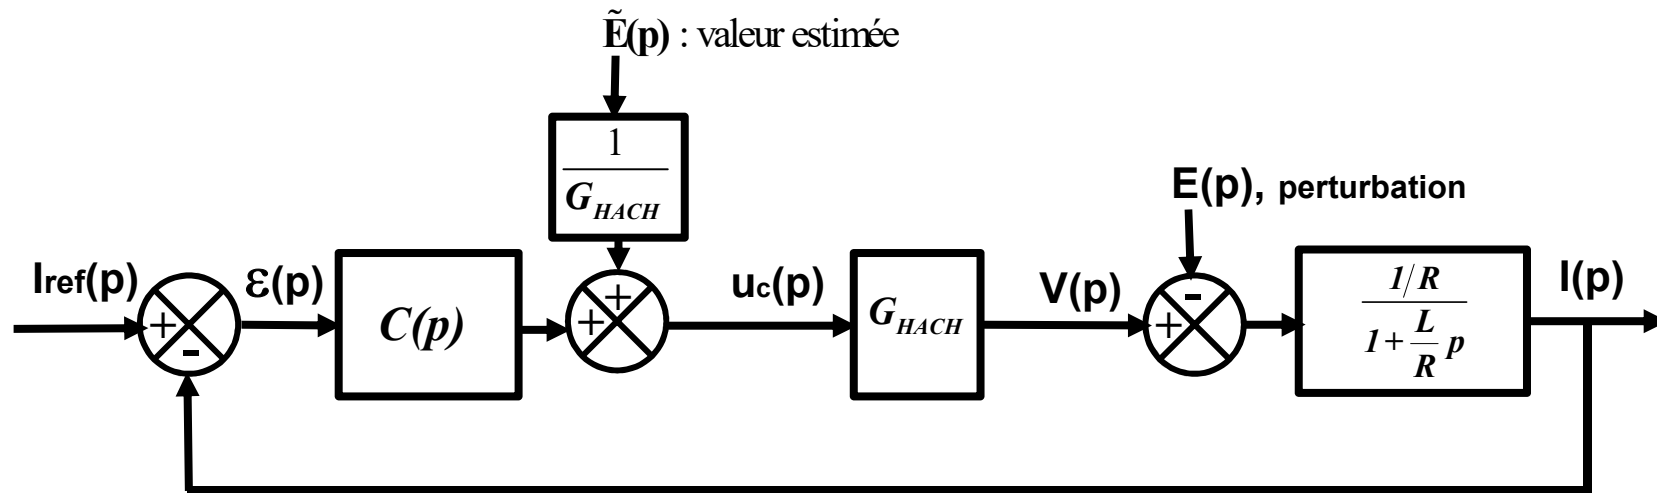 Ẽ(p) : valeur estimée
1
G_HACH
E(p), perturbation
Iref(p)
+
-
ε(p)
C(p)
+
+
uc(p)
G_HACH
V(p)
-
+
1/R
1 + L/R p
I(p)